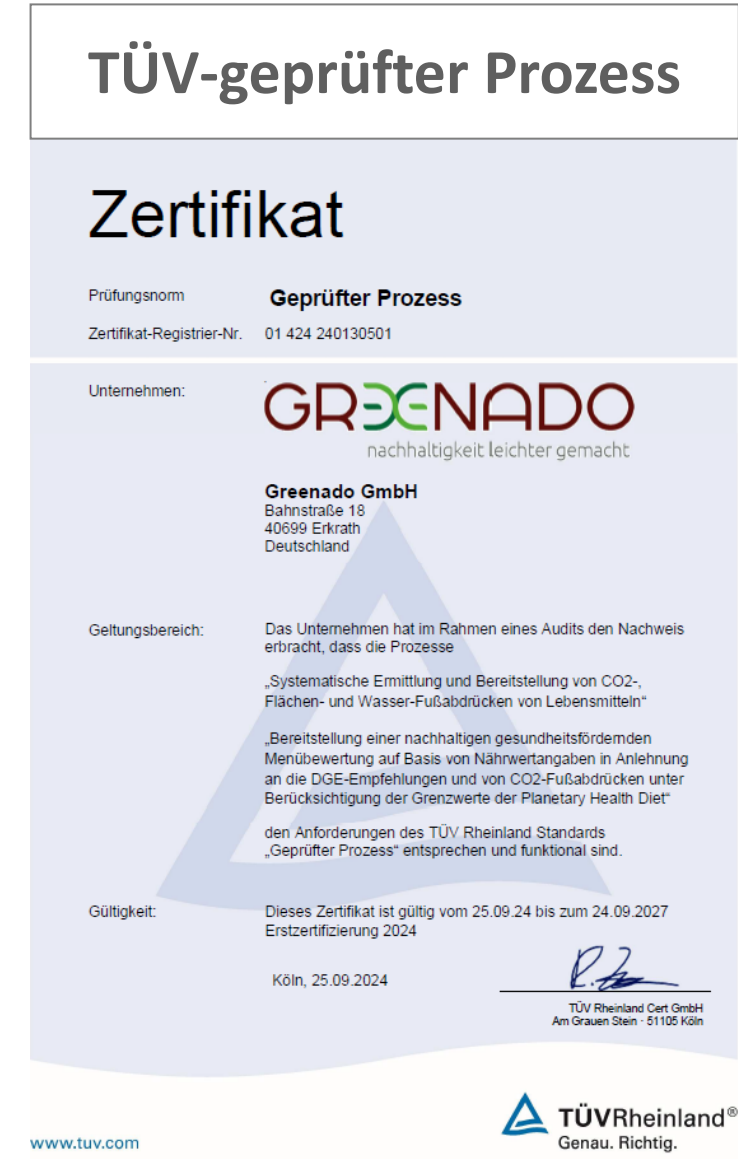 TÜV-geprüfter Prozess
Zertifikat
Prüfungsnorm Geprüfter Prozess
Zertifikat-Registrier-Nr. 01 424 240130501
Unternehmen:
GREENADO
nachhaltigkeit leichter gemacht
Greenado GmbH
Bahnstraße 18
40699 Erkrath
Deutschland
Geltungsbereich: Das Unternehmen hat im Rahmen eines Audits den Nachweis
erbracht, dass die Prozesse
„Systematische Ermittlung und Bereitstellung von CO2-,
Flächen- und Wasser-Fußabdrücken von Lebensmitteln“
„Bereitstellung einer nachhaltigen gesundheitsfördernden
Menübewertung auf Basis von Nährwertangaben in Anlehnung
an die DGE-Empfehlungen und von CO2-Fußabdrücken unter
Berücksichtigung der Grenzwerte der Planetary Health Diet“
den Anforderungen des TÜV Rheinland Standards
„Geprüfter Prozess“ entsprechen und funktional sind.
Gültigkeit: Dieses Zertifikat ist gültig vom 25.09.24 bis zum 24.09.2027
Erstzertifizierung 2024
Köln, 25.09.2024
TÜV Rheinland Cert GmbH
Am Grauen Stein · 51105 Köln
www.tuv.com
TÜVRheinland®
Genau. Richtig.